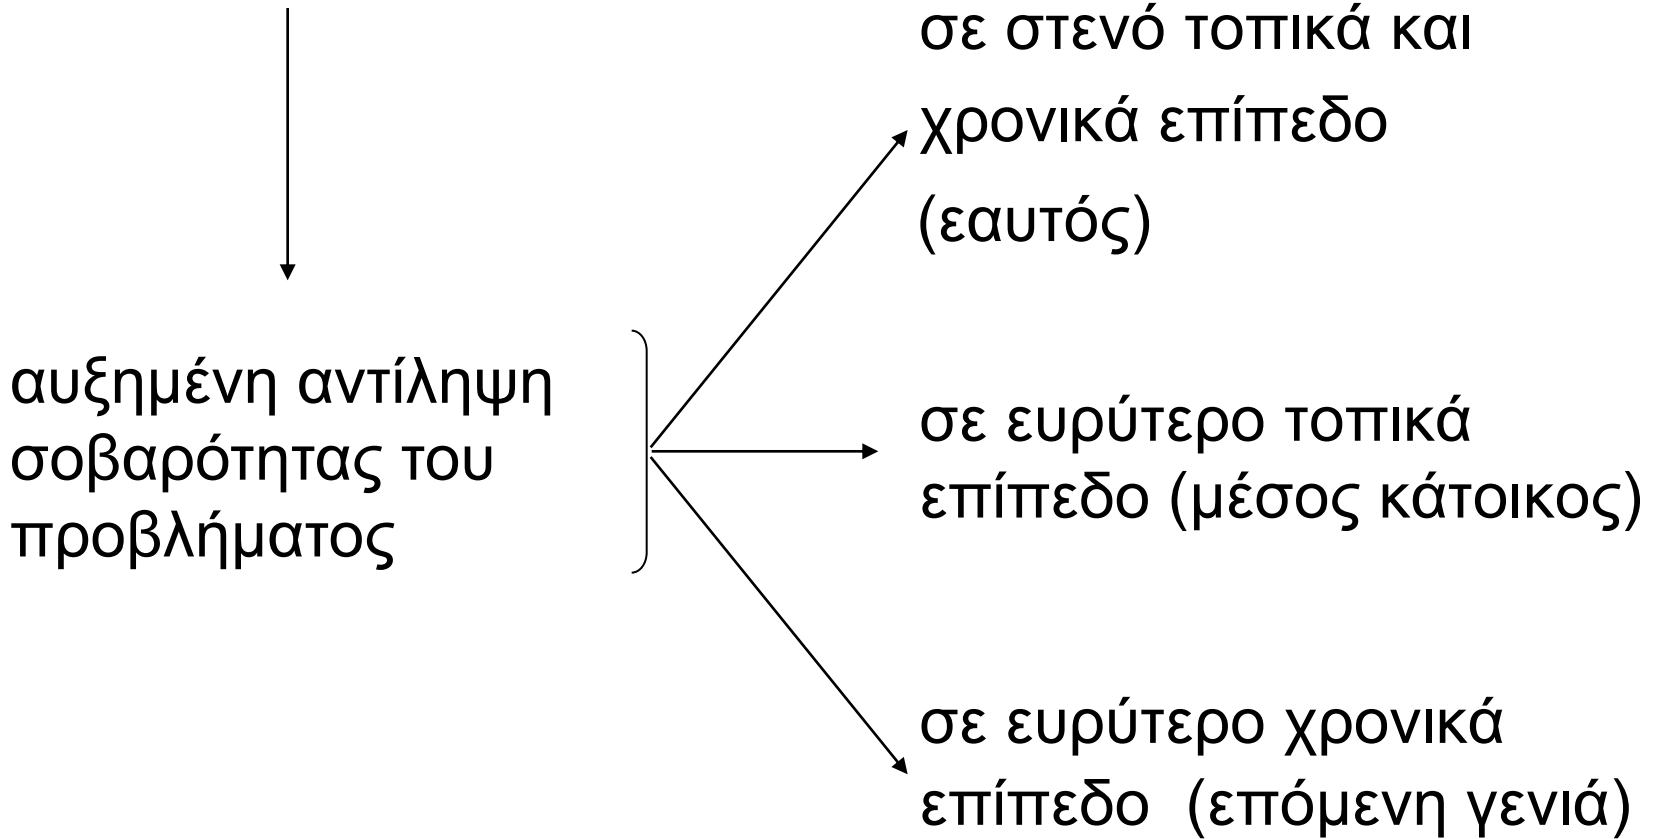 σε στενό τοπικά και
χρονικά επίπεδο
(εαυτός)
αυξημένη αντίληψη
σοβαρότητας του
προβλήματος
σε ευρύτερο τοπικά
επίπεδο (μέσος κάτοικος)
σε ευρύτερο χρονικά
επίπεδο (επόμενη γενιά)